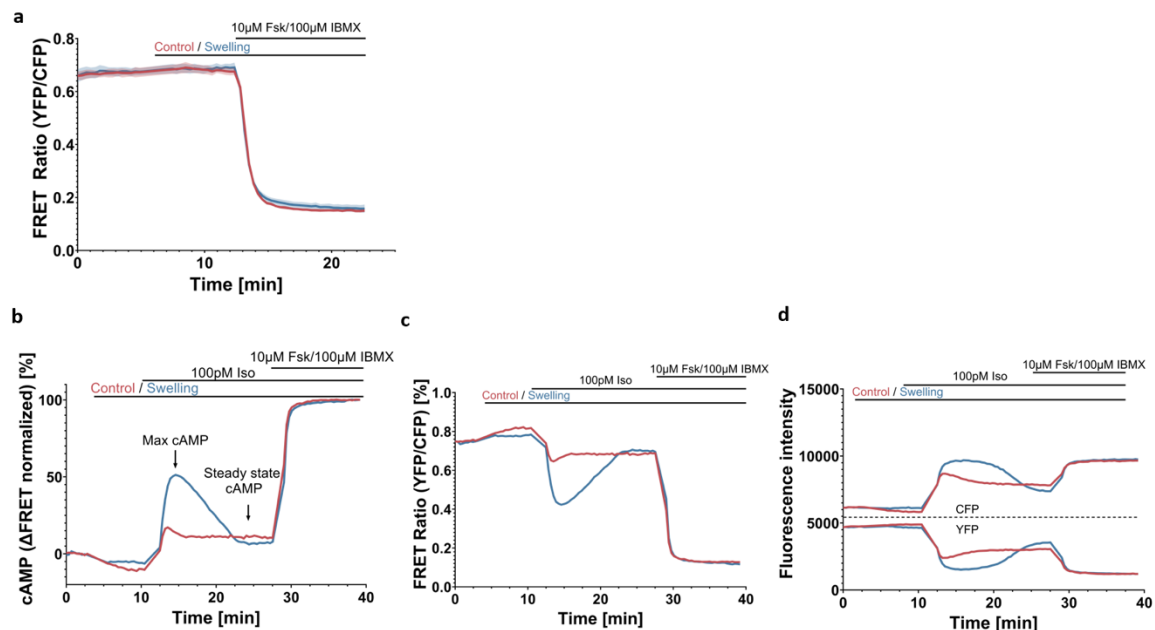 a
10µM Fsk/100µM IBMX
Control / Swelling
FRET Ratio (YFP/CFP)
0.8
0.6
0.4
0.2
0.0
0 10 20
Time [min]
b
10µM Fsk/100µM IBMX
100pM Iso
Control / Swelling
cAMP (ΔFRET normalized) [%]
100
50
0
Max cAMP
Steady state
cAMP
0 10 20 30 40
Time [min]
c
10µM Fsk/100µM IBMX
100pM Iso
Control / Swelling
FRET Ratio (YFP/CFP) [%]
1.0
0.8
0.6
0.4
0.2
0.0
0 10 20 30 40
Time [min]
d
10µM Fsk/100µM IBMX
100pM Iso
Control / Swelling
Fluorescence intensity
15000
10000
5000
0
CFP
YFP
0 10 20 30 40
Time [min]